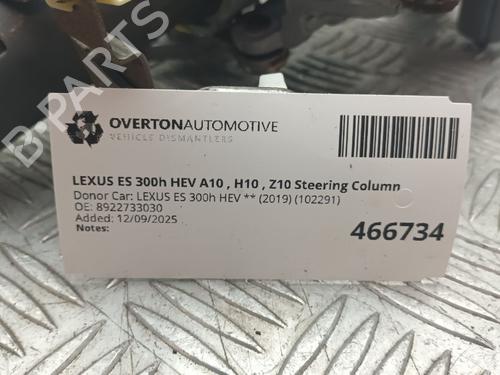 B PARTS
OVERTONAUTOMOTIVE
VEHICLE DISMANTLERS
LEXUS ES 300h HEV A10 , H10 , Z10 Steering Column
Donor Car: LEXUS ES 300h HEV ** (2019) (102291)
OE: 8922733030
Added: 12/09/2025
Notes:
466734